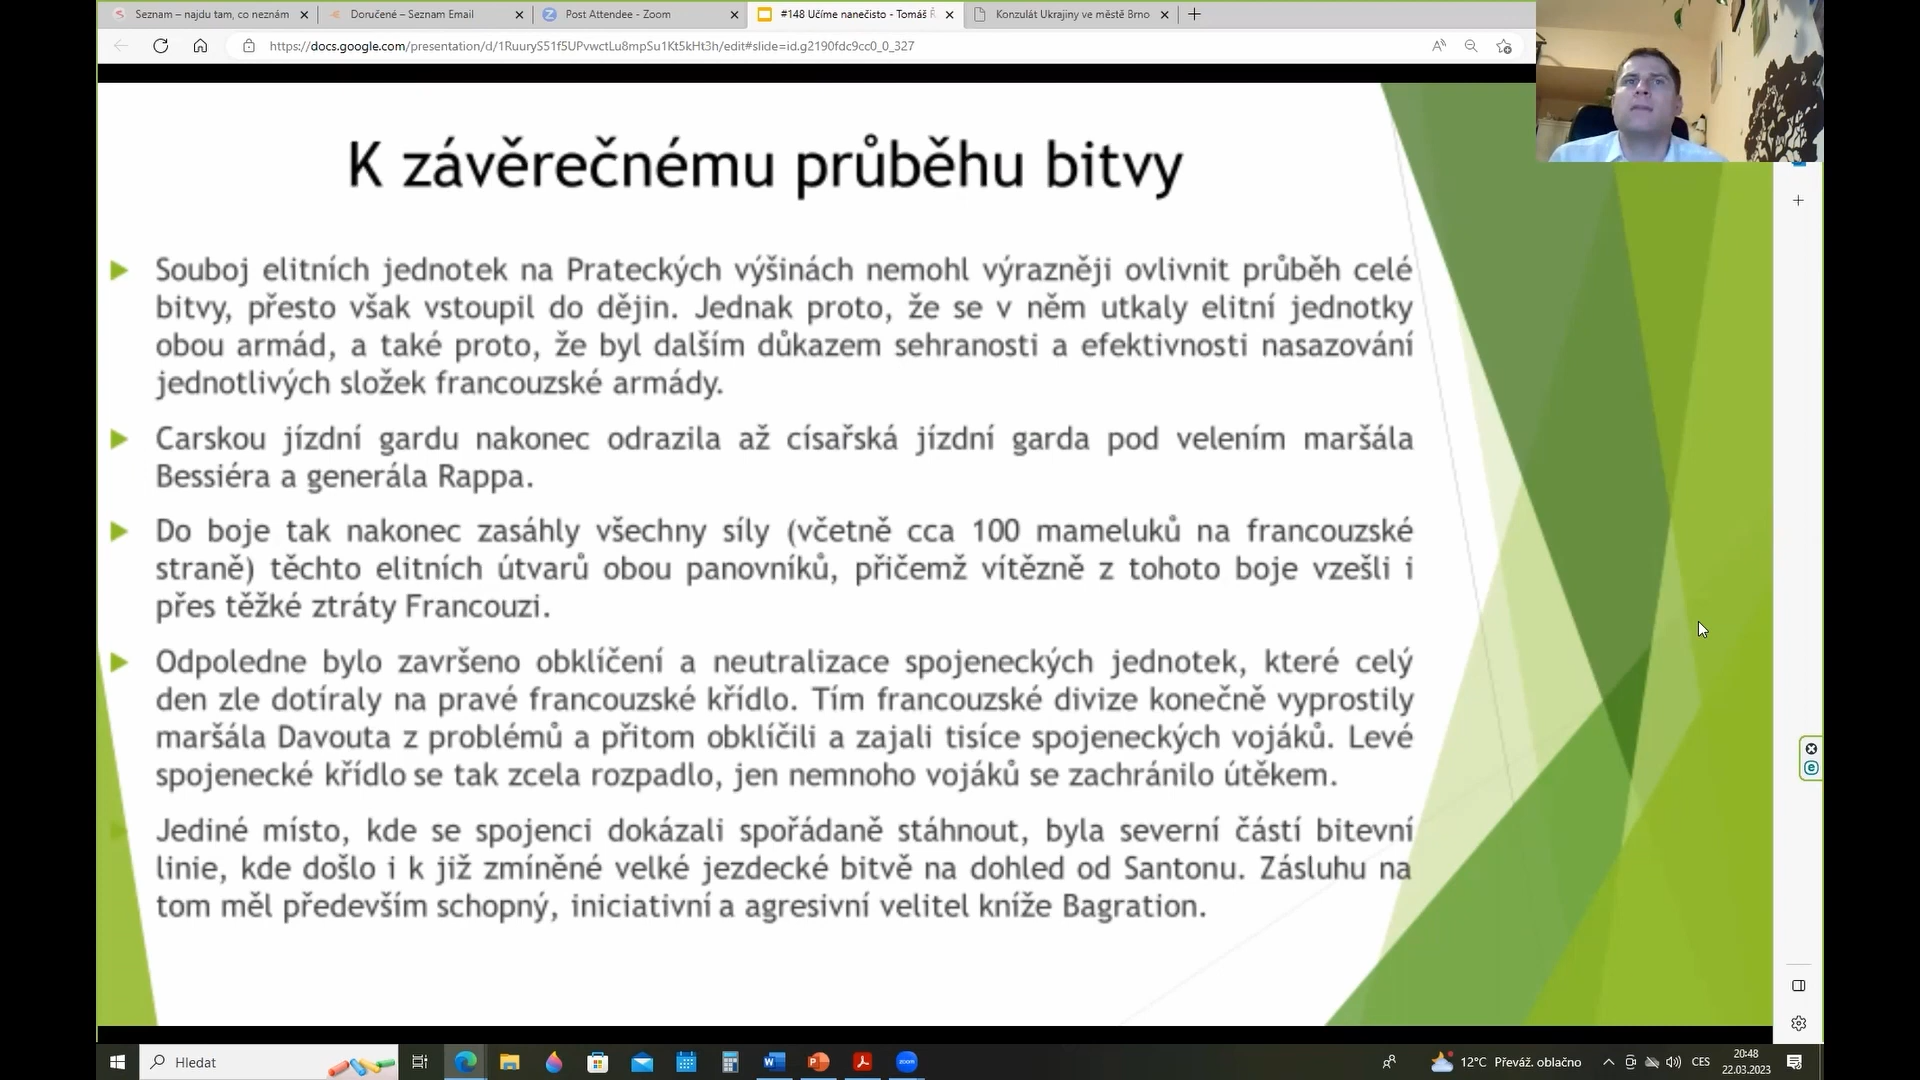 Seznam – najdu tam, co neznám
Doručené – Seznam Email
Post Attendee - Zoom
#148 Učíme nanečisto - Tomáš
Konzulát Ukrajiny ve městě Brno
https://docs.google.com/presentation/d/1RuuryS51f5UPvwctLu8mpSu1Kt5kHt3h/edit#slide=id.g2190fdc9cc0_0_327
K závěrečnému průběhu bitvy
Souboj elitních jednotek na Prateckých výšinách nemohl výrazněji ovlivnit průběh celé
bitvy, přesto však vstoupil do dějin. Jednak proto, že se v něm utkaly elitní jednotky
obou armád, a také proto, že byl dalším důkazem sehranosti a efektivnosti nasazování
jednotlivých složek francouzské armády.
Carskou jízdní gardu nakonec odrazila až císařská jízdní garda pod velením maršála
Bessiéra a generála Rappa.
Do boje tak nakonec zasáhly všechny síly (včetně cca 100 mameluků na francouzské
straně) těchto elitních útvarů obou panovníků, přičemž vítězně z tohoto boje vzešli i
přes těžké ztráty Francouzi.
Odpoledne bylo završeno obklíčení a neutralizace spojeneckých jednotek, které celý
den zle dotíraly na pravé francouzské křídlo. Tím francouzské divize konečně vyprostily
maršála Davouta z problémů a přitom obklíčili a zajali tisíce spojeneckých vojáků. Levé
spojenecké křídlo se tak zcela rozpadlo, jen nemnoho vojáků se zachránilo útěkem.
Jediné místo, kde se spojenci dokázali spořádaně stáhnout, byla severní částí bitevní
linie, kde došlo i k již zmíněné velké jezdecké bitvě na dohled od Santonu. Zásluhu na
tom měl především schopný, iniciativní a agresivní velitel kníže Bagration.
Hledat
12°C Převáž. oblačno
CES
20:48
22.03.2023